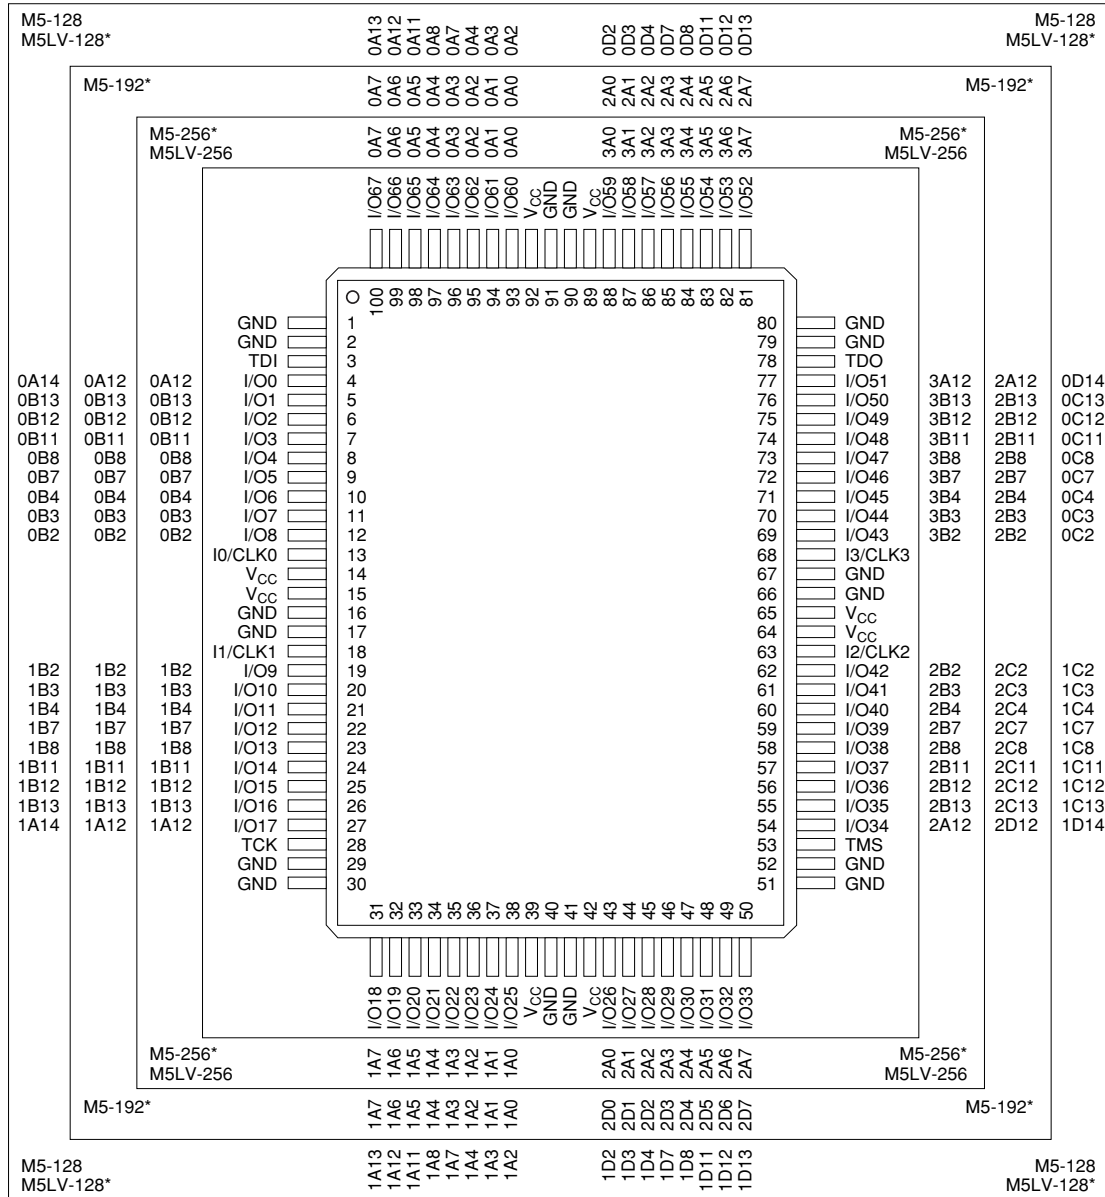 M5-128 M5-128
M5LV-128* M5LV-128*
0A13 0A12 0A11 0A8 0A7 0A4 0A3 0A2 0D2 0D3 0D4 0D7 0D8 0D11 0D12 0D13
M5-192* M5-192*
0A7 0A6 0A5 0A4 0A3 0A2 0A1 0A0 2A0 2A1 2A2 2A3 2A4 2A5 2A6 2A7
M5-256* M5-256*
M5LV-256 M5LV-256
0A7 0A6 0A5 0A4 0A3 0A2 0A1 0A0 3A0 3A1 3A2 3A3 3A4 3A5 3A6 3A7
I/O67 I/O66 I/O65 I/O64 I/O63 I/O62 I/O61 I/O60 VCC GND GND VCC I/O59 I/O58 I/O57 I/O56 I/O55 I/O54 I/O53 I/O52
100 99 98 97 96 95 94 93 92 91 90 89 88 87 86 85 84 83 82 81
GND 1 80 GND
GND 2 79 GND
TDI 3 78 TDO
0A14 0A12 0A12 I/O0 4 77 I/O51 3A12 2A12 0D14
0B13 0B13 0B13 I/O1 5 76 I/O50 3B13 2B13 0C13
0B12 0B12 0B12 I/O2 6 75 I/O49 3B12 2B12 0C12
0B11 0B11 0B11 I/O3 7 74 I/O48 3B11 2B11 0C11
0B8 0B8 0B8 I/O4 8 73 I/O47 3B8 2B8 0C8
0B7 0B7 0B7 I/O5 9 72 I/O46 3B7 2B7 0C7
0B4 0B4 0B4 I/O6 10 71 I/O45 3B4 2B4 0C4
0B3 0B3 0B3 I/O7 11 70 I/O44 3B3 2B3 0C3
0B2 0B2 0B2 I/O8 12 69 I/O43 3B2 2B2 0C2
I0/CLK0 13 68 I3/CLK3
VCC 14 67 GND
VCC 15 66 GND
GND 16 65 VCC
GND 17 64 VCC
I1/CLK1 18 63 I2/CLK2
1B2 1B2 1B2 I/O9 19 62 I/O42 2B2 2C2 1C2
1B3 1B3 1B3 I/O10 20 61 I/O41 2B3 2C3 1C3
1B4 1B4 1B4 I/O11 21 60 I/O40 2B4 2C4 1C4
1B7 1B7 1B7 I/O12 22 59 I/O39 2B7 2C7 1C7
1B8 1B8 1B8 I/O13 23 58 I/O38 2B8 2C8 1C8
1B11 1B11 1B11 I/O14 24 57 I/O37 2B11 2C11 1C11
1B12 1B12 1B12 I/O15 25 56 I/O36 2B12 2C12 1C12
1B13 1B13 1B13 I/O16 26 55 I/O35 2B13 2C13 1C13
1A14 1A12 1A12 I/O17 27 54 I/O34 2A12 2D12 1D14
TCK 28 53 TMS
GND 29 52 GND
GND 30 51 GND
31 32 33 34 35 36 37 38 39 40 41 42 43 44 45 46 47 48 49 50
I/O18 I/O19 I/O20 I/O21 I/O22 I/O23 I/O24 I/O25 VCC GND GND VCC I/O26 I/O27 I/O28 I/O29 I/O30 I/O31 I/O32 I/O33
M5-256* M5-256*
M5LV-256 M5LV-256
1A7 1A6 1A5 1A4 1A3 1A2 1A1 1A0 2A0 2A1 2A2 2A3 2A4 2A5 2A6 2A7
M5-192* M5-192*
1A7 1A6 1A5 1A4 1A3 1A2 1A1 1A0 2D0 2D1 2D2 2D3 2D4 2D5 2D6 2D7
M5-128 M5-128
M5LV-128* M5LV-128*
1A13 1A12 1A11 1A8 1A7 1A4 1A3 1A2 1D2 1D3 1D4 1D7 1D8 1D11 1D12 1D13